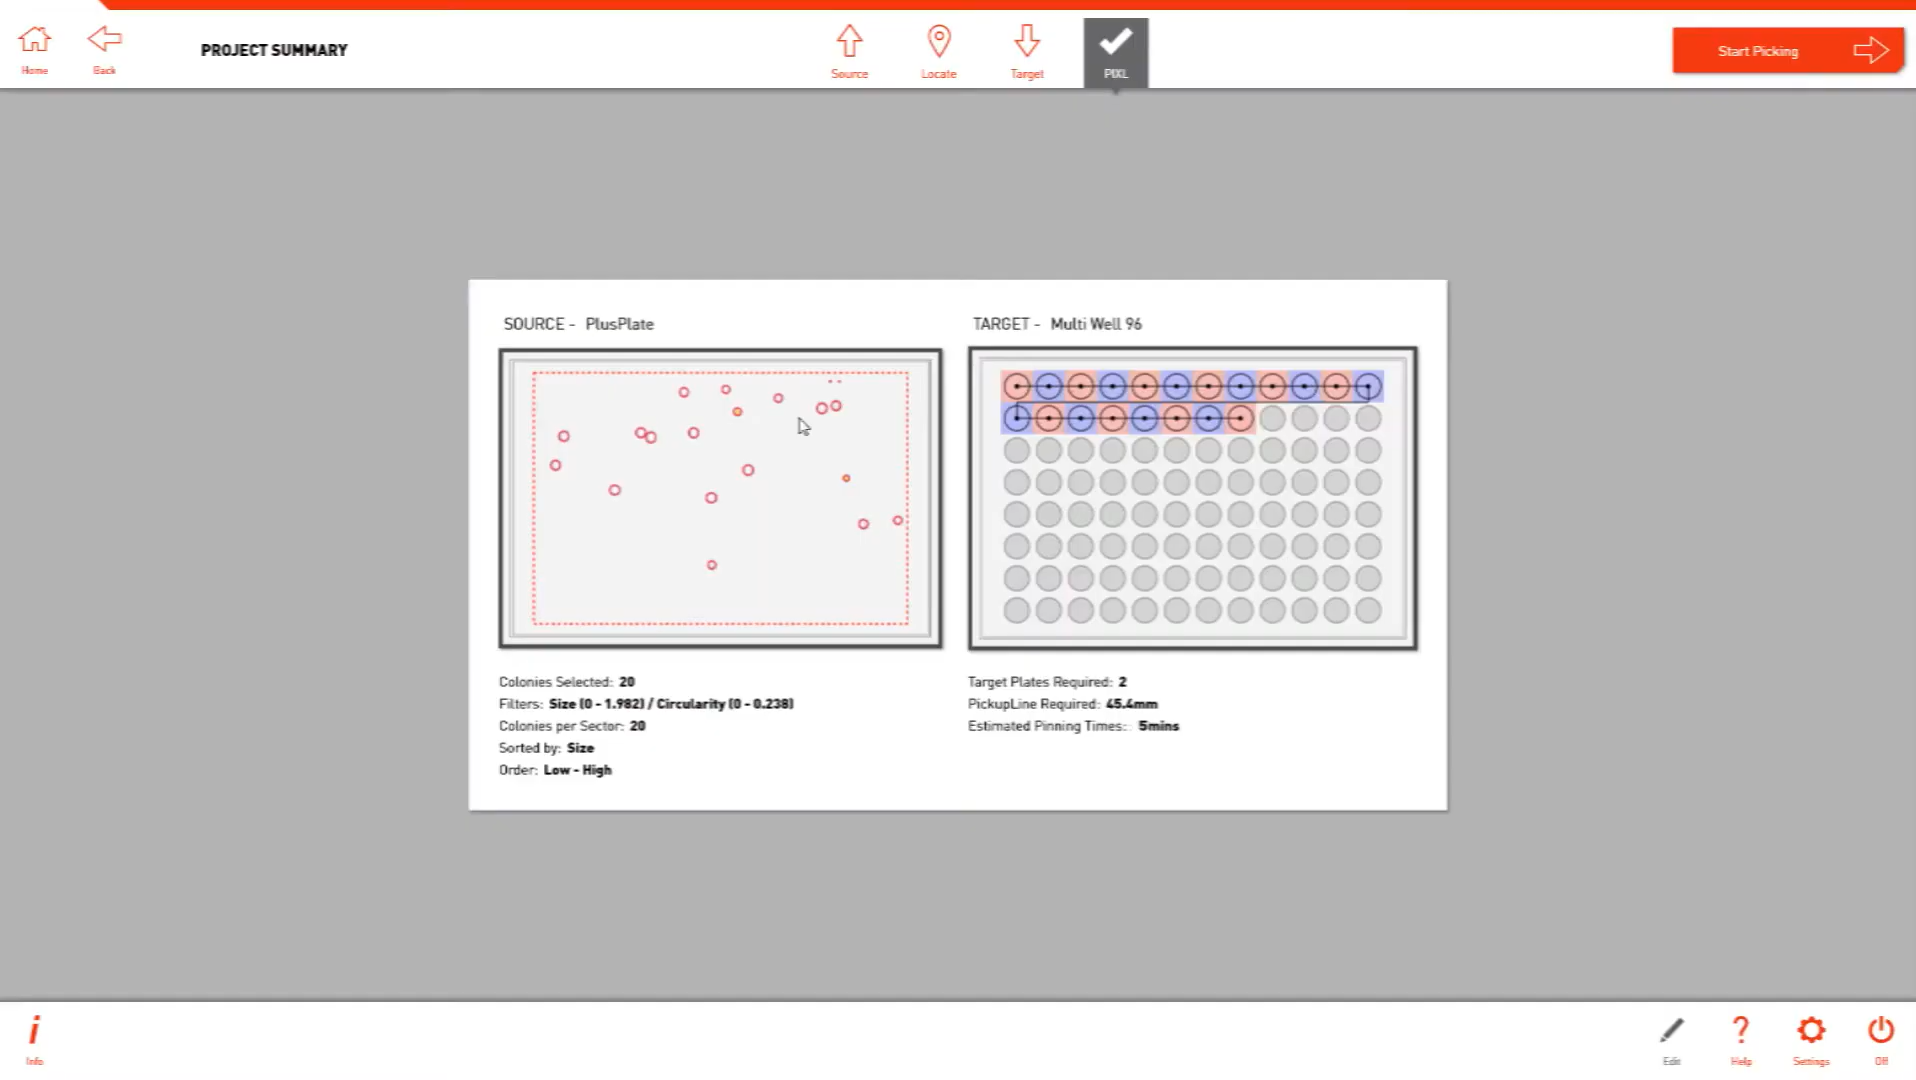 Home
Back
PROJECT SUMMARY
Source
Locate
Target
PIXL
Start Picking
SOURCE - PlusPlate
TARGET - Multi Well 96
Colonies Selected: 20
Filters: Size (0 - 1.982) / Circularity (0 - 0.238)
Colonies per Sector: 20
Sorted by: Size
Order: Low - High
Target Plates Required: 2
PickupLine Required: 45.4mm
Estimated Pinning Times: 5mins
i
Info
Edit
?
Help
Settings
Off